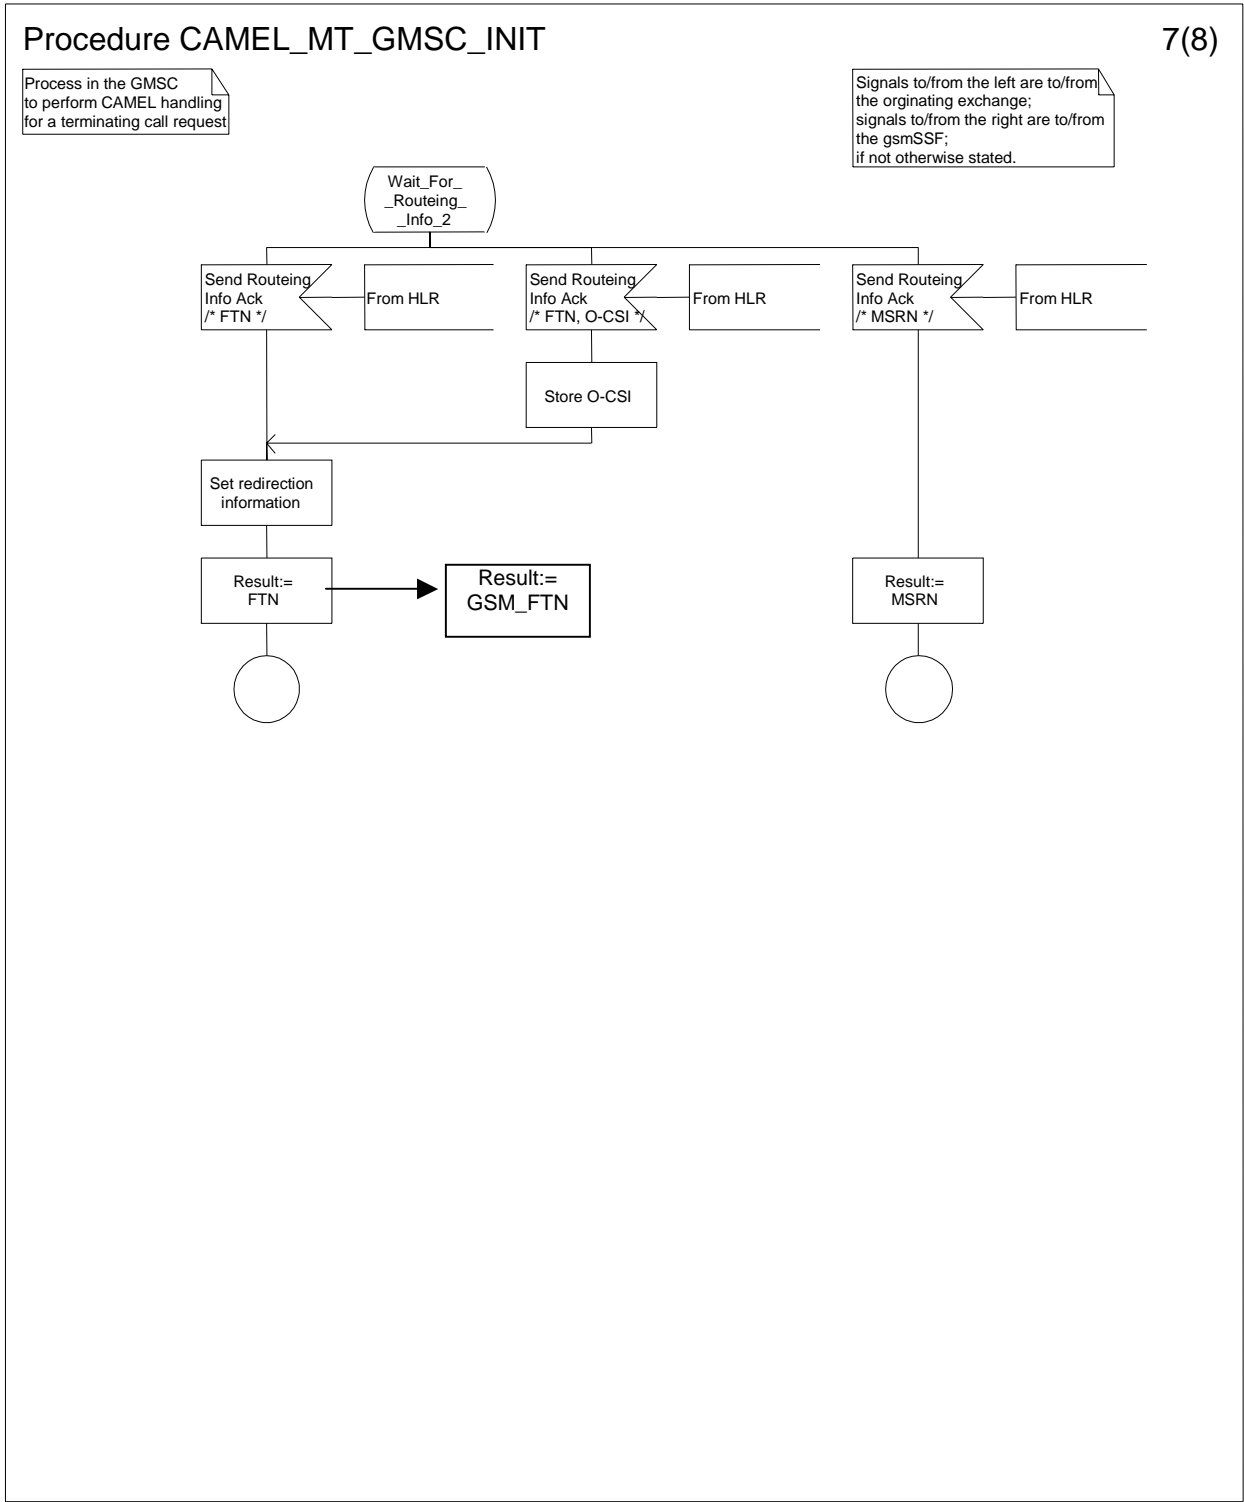 Procedure CAMEL_MT_GMSC_INIT
7(8)
Process in the GMSC
to perform CAMEL handling
for a terminating call request
Signals to/from the left are to/from
the orginating exchange;
signals to/from the right are to/from
the gsmSSF;
if not otherwise stated.
Wait_For_
_Routeing_
_Info_2
Send Routeing
Info Ack
/* FTN */
From HLR
Send Routeing
Info Ack
/* FTN, O-CSI */
From HLR
Send Routeing
Info Ack
/* MSRN */
From HLR
Store O-CSI
Set redirection
information
Result:=
FTN
Result:=
GSM_FTN
Result:=
MSRN